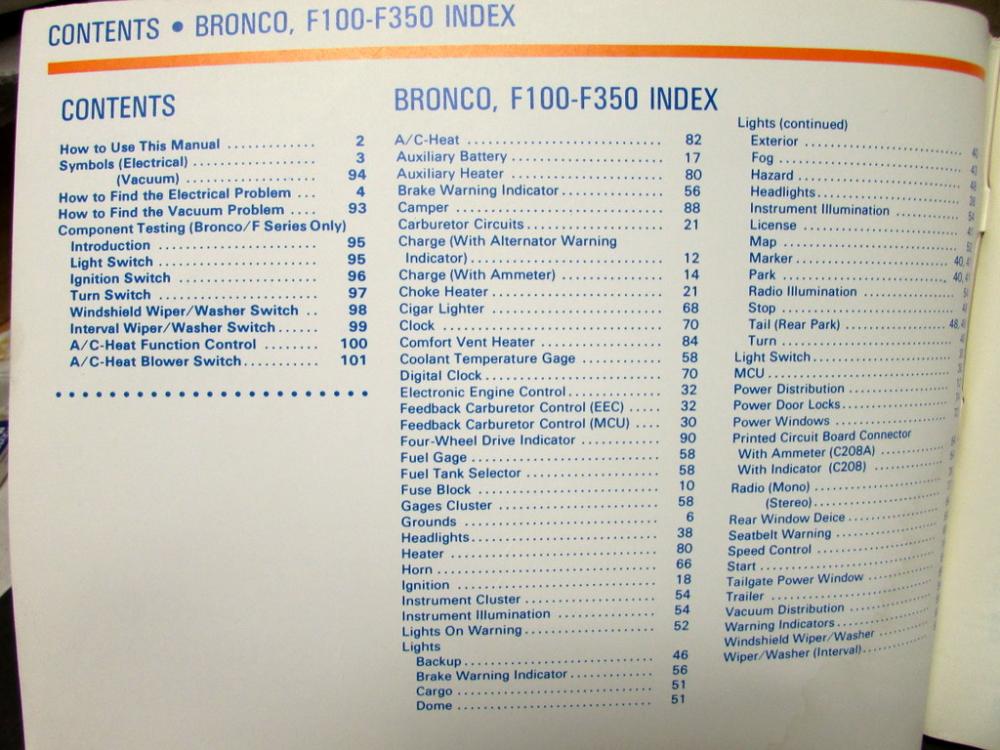 CONTENTS • BRONCO, F100-F350 INDEX
CONTENTS
How to Use This Manual ............. 2
Symbols (Electrical) .................. 3
(Vacuum) ................... 94
How to Find the Electrical Problem ... 4
How to Find the Vacuum Problem .... 93
Component Testing (Bronco/F Series Only)
Introduction ....................... 95
Light Switch ....................... 95
Ignition Switch .................... 96
Turn Switch ....................... 97
Windshield Wiper/Washer Switch .. 98
Interval Wiper/Washer Switch ...... 99
A/C-Heat Function Control ........ 100
A/C-Heat Blower Switch ........... 101
BRONCO, F100-F350 INDEX
A/C-Heat ............................ 82
Auxiliary Battery ...................... 17
Auxiliary Heater ...................... 80
Brake Warning Indicator ............... 56
Camper .............................. 88
Carburetor Circuits .................... 21
Charge (With Alternator Warning
Indicator) ............................ 12
Charge (With Ammeter) ............... 14
Choke Heater ......................... 21
Cigar Lighter .......................... 68
Clock ................................ 70
Comfort Vent Heater .................. 84
Coolant Temperature Gage ............ 58
Digital Clock .......................... 70
Electronic Engine Control .............. 32
Feedback Carburetor Control (EEC) ..... 32
Feedback Carburetor Control (MCU) .... 30
Four-Wheel Drive Indicator ............ 90
Fuel Gage ............................ 58
Fuel Tank Selector .................... 58
Fuse Block ........................... 10
Gages Cluster ......................... 58
Grounds ............................. 6
Headlights ............................ 38
Heater ............................... 80
Horn ................................. 66
Ignition .............................. 18
Instrument Cluster .................... 54
Instrument Illumination ................ 54
Lights On Warning .................... 52
Lights
Backup ............................. 46
Brake Warning Indicator ............. 56
Cargo .............................. 51
Dome .............................. 51
Lights (continued)
Exterior .......................
Fog ...........................
Hazard ........................
Headlights .....................
Instrument Illumination ...........
License ........................
Map ...........................
Marker ........................ 40,
Park .......................... 40,
Radio Illumination ...............
Stop ..........................
Tail (Rear Park) ................ 48,
Turn ..........................
Light Switch ......................
MCU ............................
Power Distribution ................
Power Door Locks .................
Power Windows ..................
Printed Circuit Board Connector
With Ammeter (C208A) ............
With Indicator (C208) .............
Radio (Mono) .....................
(Stereo) ....................
Rear Window Deice ................
Seatbelt Warning ..................
Speed Control ....................
Start ............................
Tailgate Power Window ............
Trailer ...........................
Vacuum Distribution ...............
Warning Indicators ................
Windshield Wiper/Washer ..........
Wiper/Washer (Interval) ............